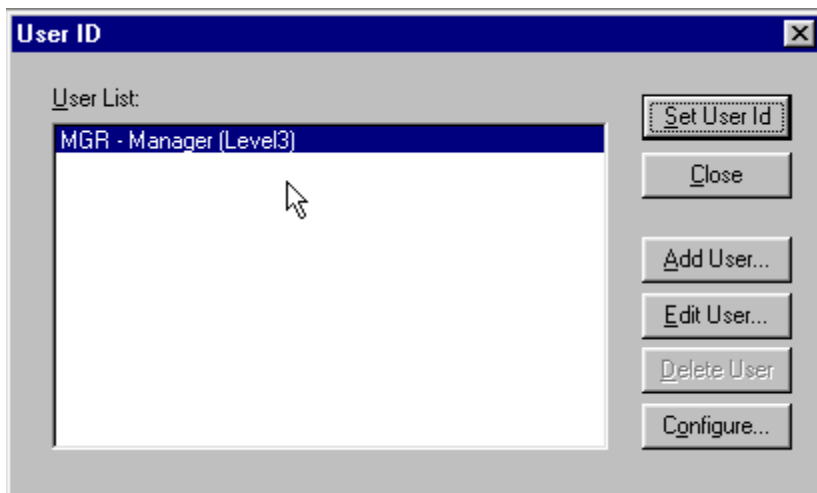 User ID
User List:
MGR - Manager (Level3)
Set User Id
Close
Add User...
Edit User...
Delete User
Configure...